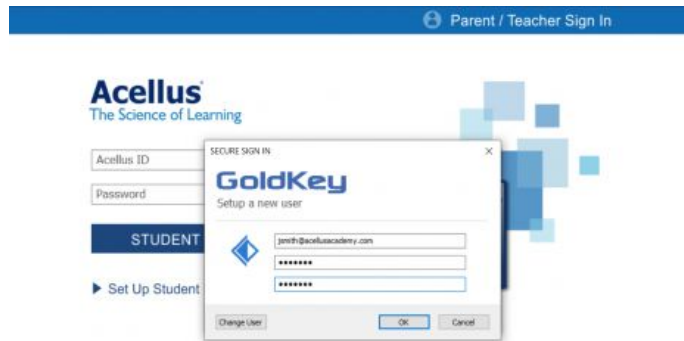 Parent / Teacher Sign In
Acellus
The Science of Learning
Acellus ID
Password
STUDENT
Set Up Student
SECURE SIGN IN
GoldKey
Setup a new user
jsmith@acellusacademy.com
•••••••
•••••••
Change User
OK
Cancel